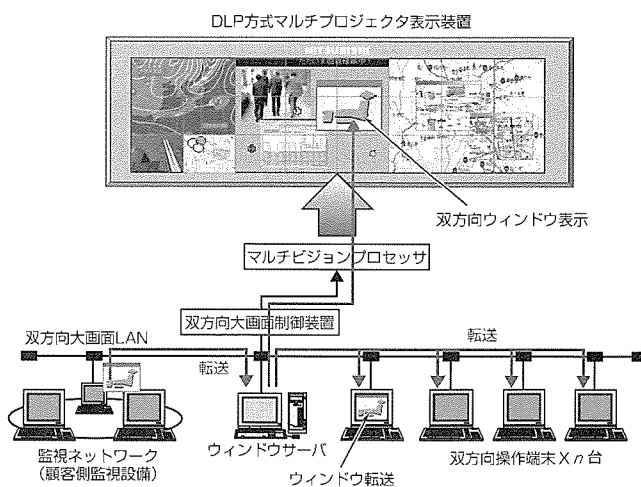 DLP方式マルチプロジェクタ表示装置
MITSUBISHI
双方向ウィンドウ表示
マルチビジョンプロセッサ
双方向大画面制御装置
双方向大画面LAN
転送
転送
監視ネットワーク
(顧客側監視設備)
ウィンドウサーバ
ウィンドウ転送
双方向操作端末X n 台